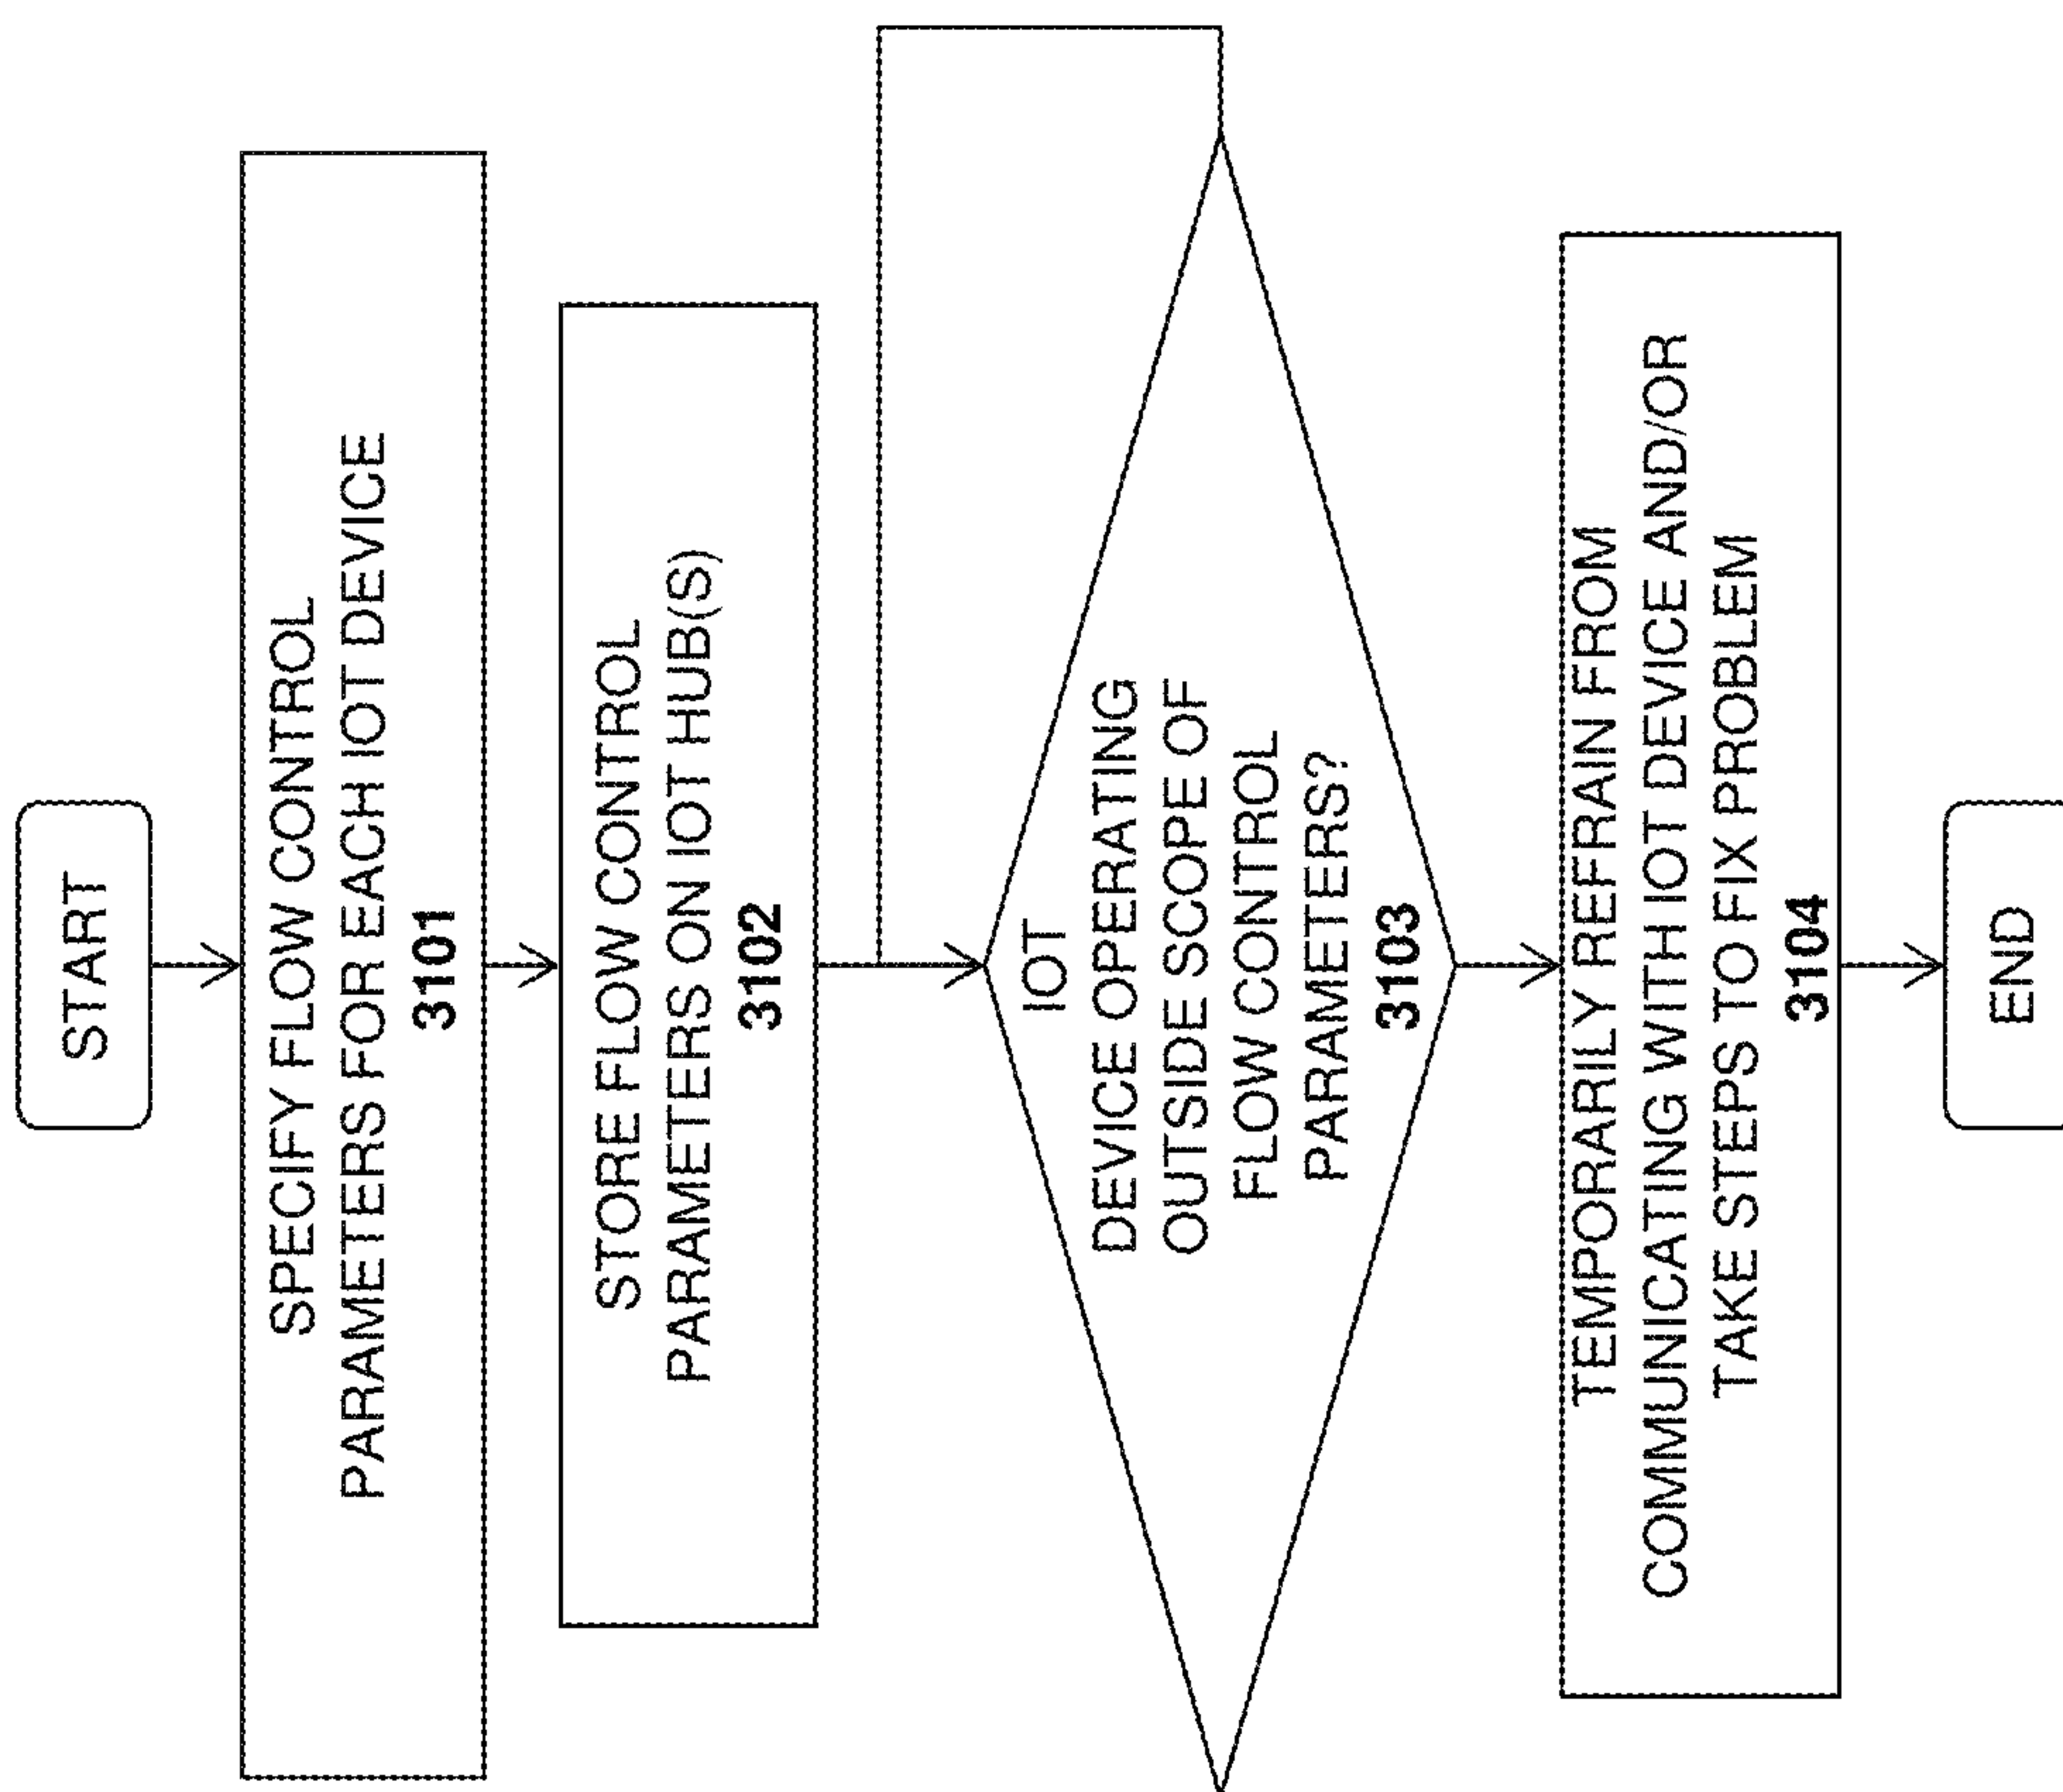 START
SPECIFY FLOW CONTROL
PARAMETERS FOR EACH IOT DEVICE
3101
STORE FLOW CONTROL
PARAMETERS ON IOT HUB(S)
3102
IOT
DEVICE OPERATING
OUTSIDE SCOPE OF
FLOW CONTROL
PARAMETERS?
3103
TEMPORARILY REFRAIN FROM
COMMUNICATING WITH IOT DEVICE AND/OR
TAKE STEPS TO FIX PROBLEM
3104
END